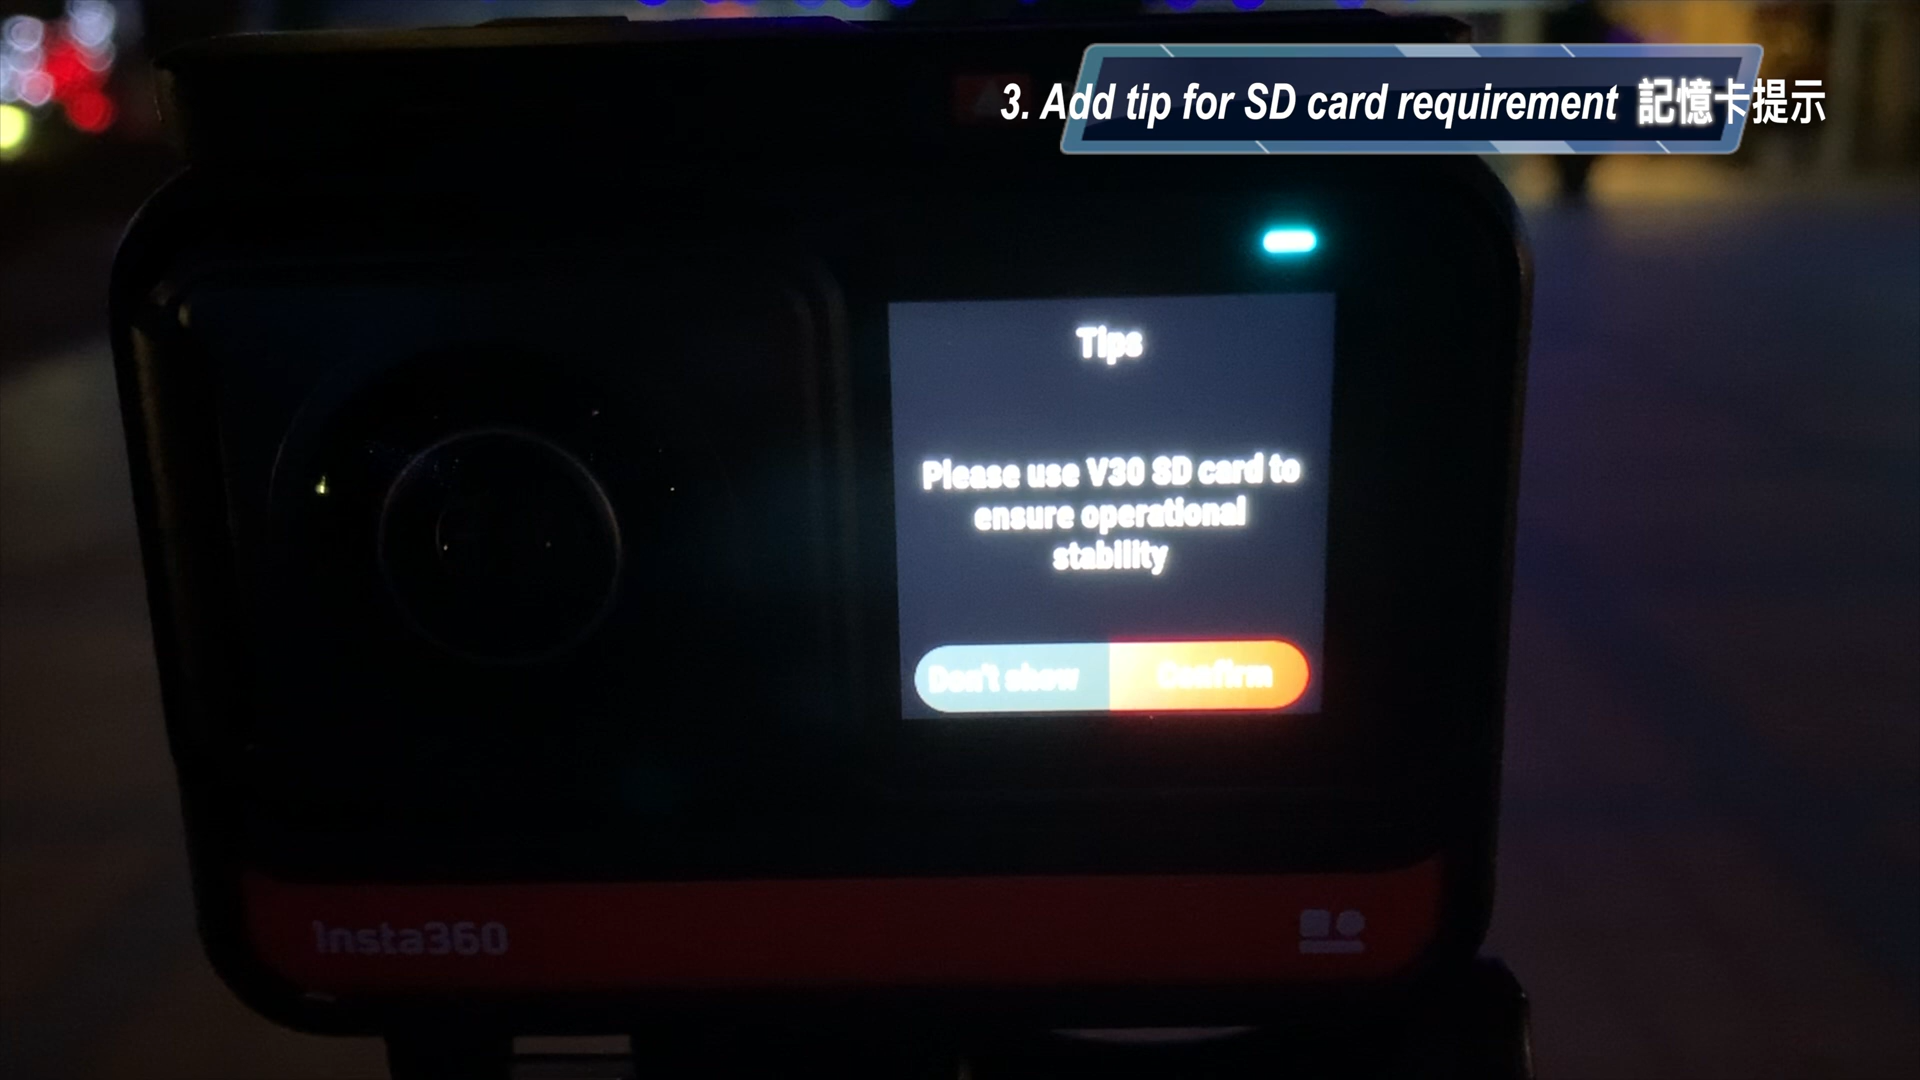 3. Add tip for SD card requirement 記憶卡提示
Tips
Please use V30 SD card to
ensure operational
stability
Don't show
Confirm
Insta360